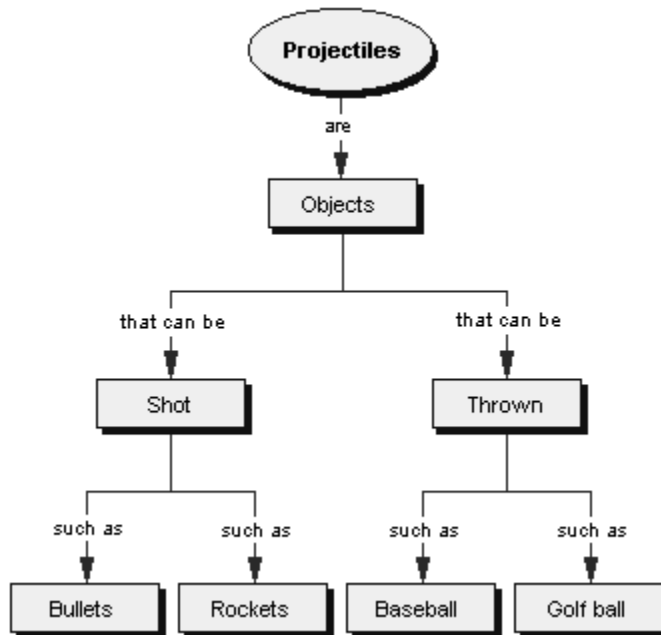 Projectiles
are
Objects
that can be
that can be
Shot
Thrown
such as
such as
such as
such as
Bullets
Rockets
Baseball
Golf ball